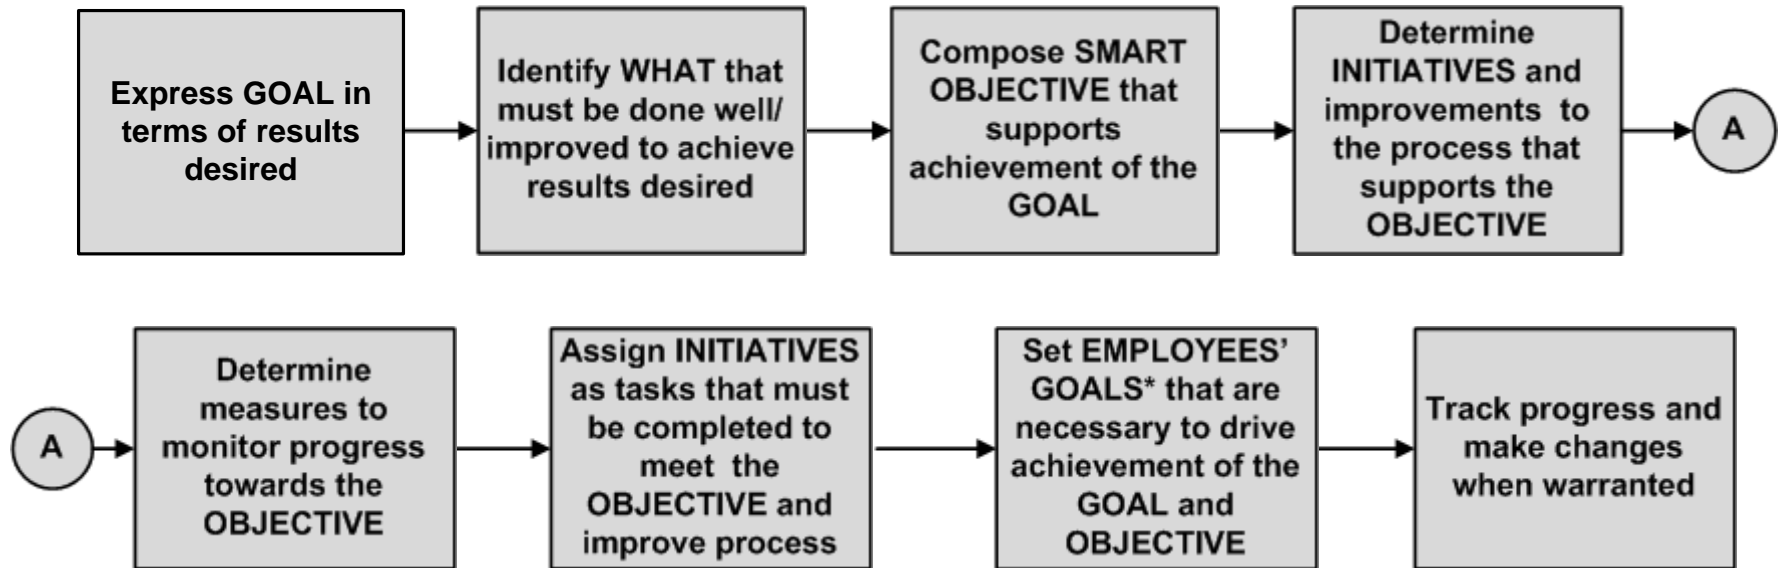 Express GOAL in
terms of results
desired
Identify WHAT that
must be done well/
improved to achieve
results desired
Compose SMART
OBJECTIVE that
supports
achievement of the
GOAL
Determine
INITIATIVES and
improvements to
the process that
supports the
OBJECTIVE
A
A
Determine
measures to
monitor progress
towards the
OBJECTIVE
Assign INITIATIVES
as tasks that must
be completed to
meet the
OBJECTIVE and
improve process
Set EMPLOYEES’
GOALS* that are
necessary to drive
achievement of the
GOAL and
OBJECTIVE
Track progress and
make changes
when warranted